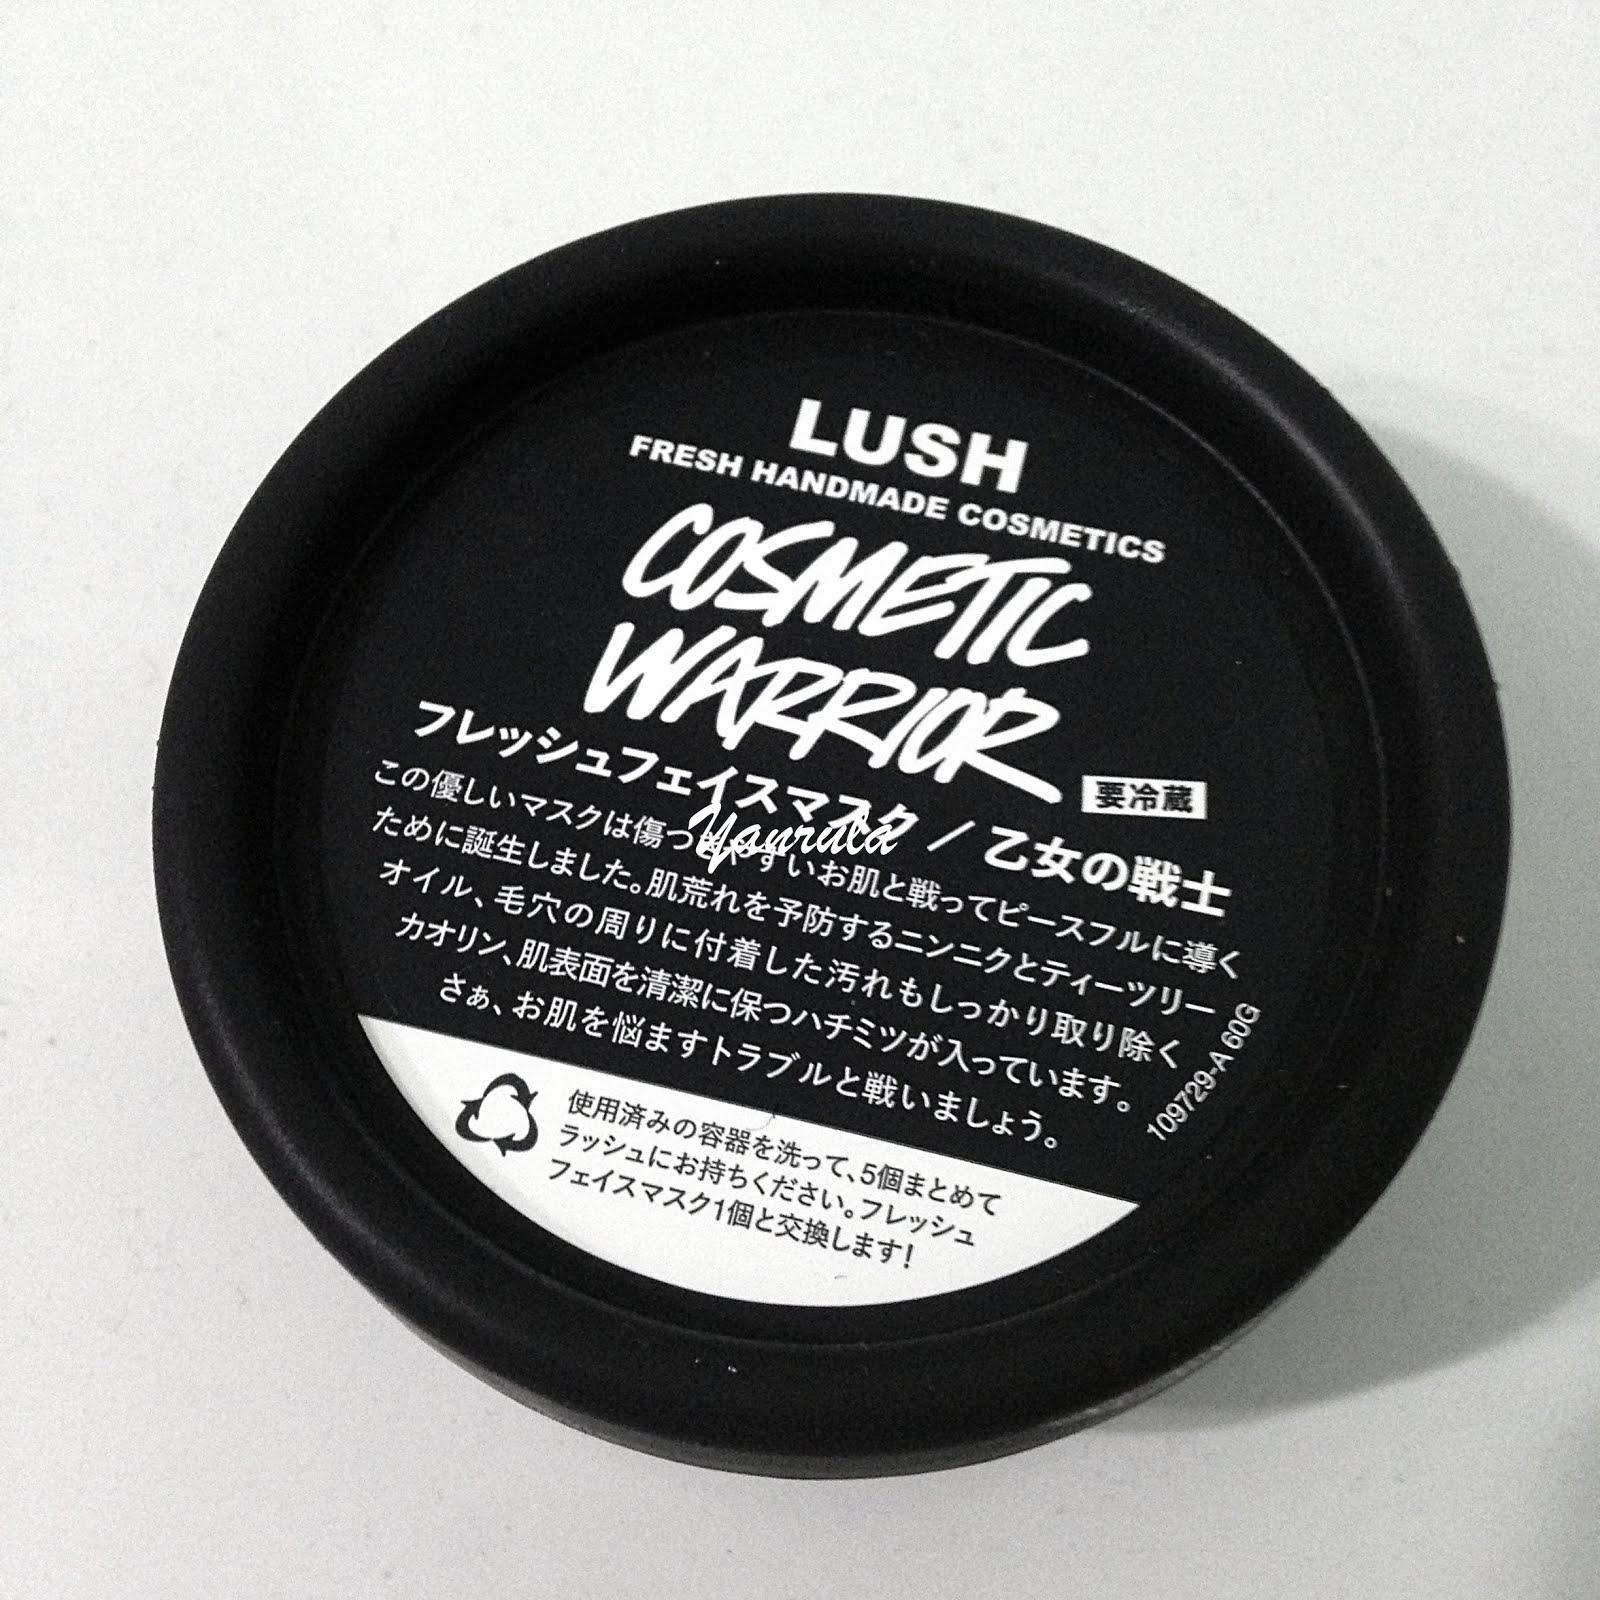 LUSH
FRESH HANDMADE COSMETICS
COSMETIC
WARRIOR
要冷蔵
フレッシュフェイスマスク / 乙女の戦士
この優しいマスクは傷つきやすいお肌と戦ってピースフルに導く
ために誕生しました。肌荒れを予防するニンニクとティーツリー
オイル、毛穴の周りに付着した汚れもしっかり取り除く
カオリン、肌表面を清潔に保つハチミツが入っています。
さぁ、お肌を悩ますトラブルと戦いましょう。
109729-A 60G
Yanrula
使用済みの容器を洗って、5個まとめて
ラッシュにお持ちください。フレッシュ
フェイスマスク1個と交換します!